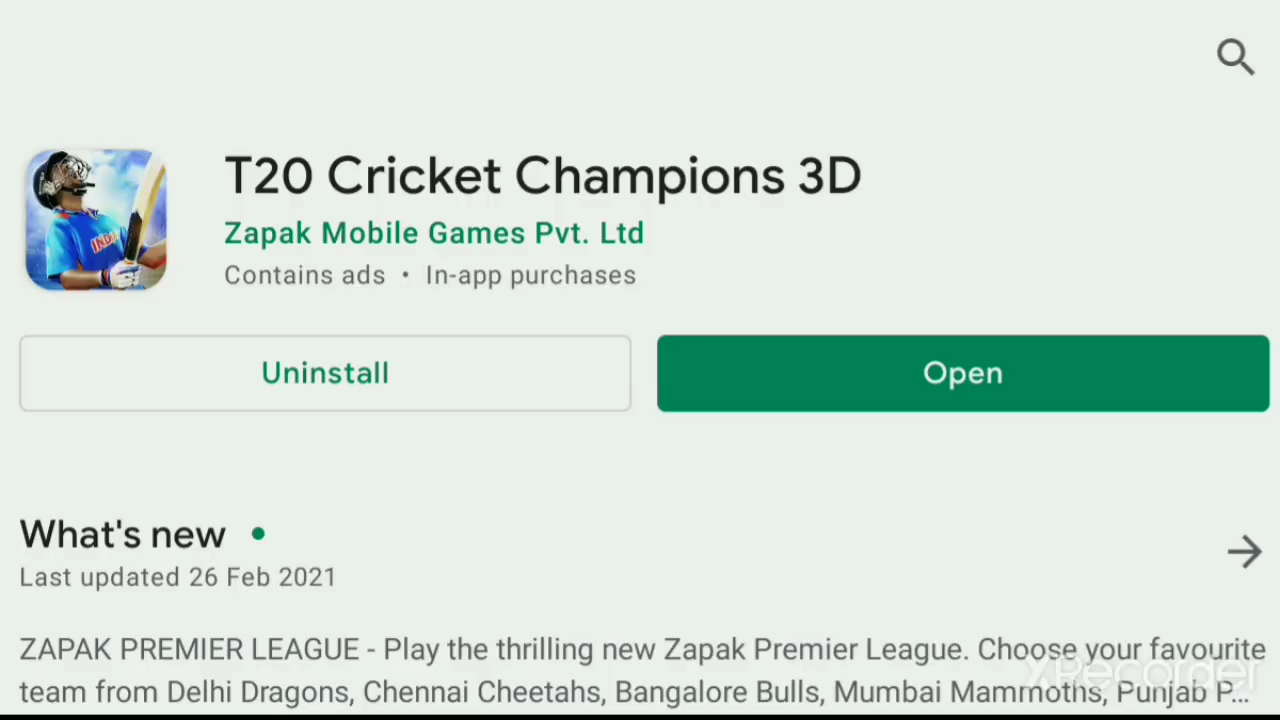 T20 Cricket Champions 3D
INDIA
Zapak Mobile Games Pvt. Ltd
Contains ads • In-app purchases
Uninstall
Open
What's new
Last updated 26 Feb 2021
ZAPAK PREMIER LEAGUE - Play the thrilling new Zapak Premier League. Choose your favourite
team from Delhi Dragons, Chennai Cheetahs, Bangalore Bulls, Mumbai Mammoths, Punjab P...
XRecorder